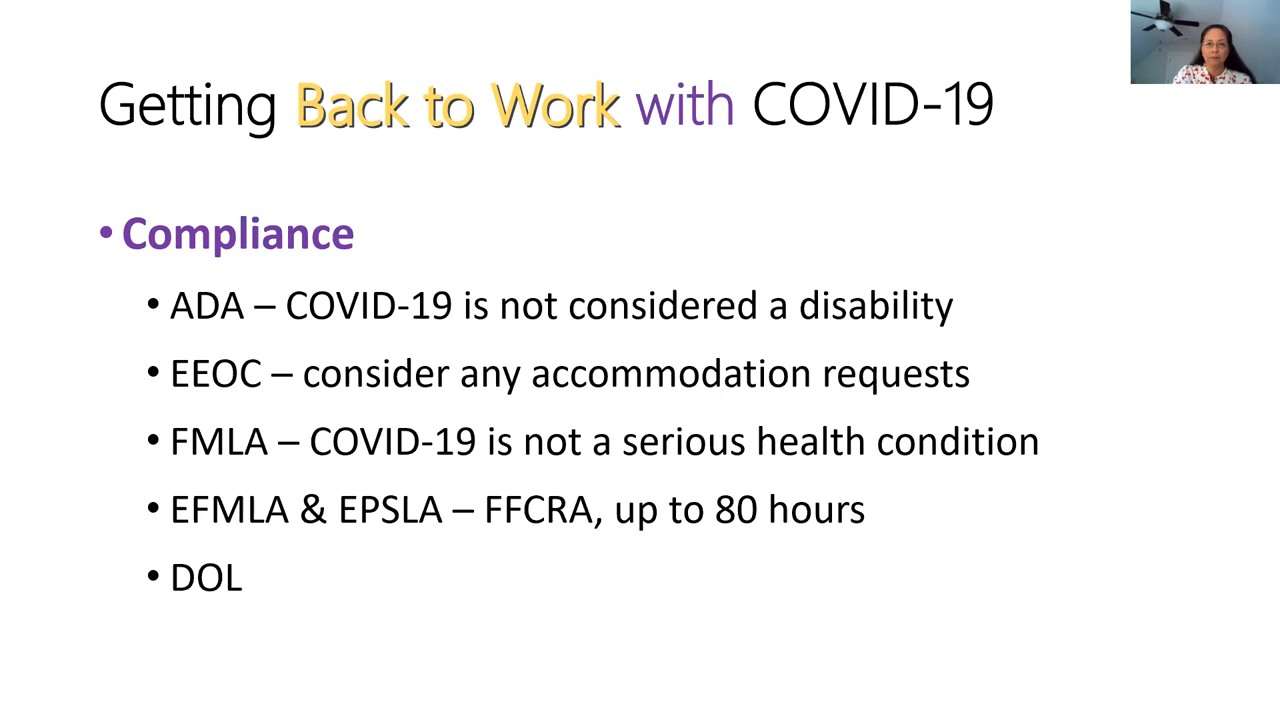 Getting Back to Work with COVID-19
• Compliance
• ADA – COVID-19 is not considered a disability
• EEOC – consider any accommodation requests
• FMLA – COVID-19 is not a serious health condition
• EFMLA & EPSLA – FFCRA, up to 80 hours
• DOL